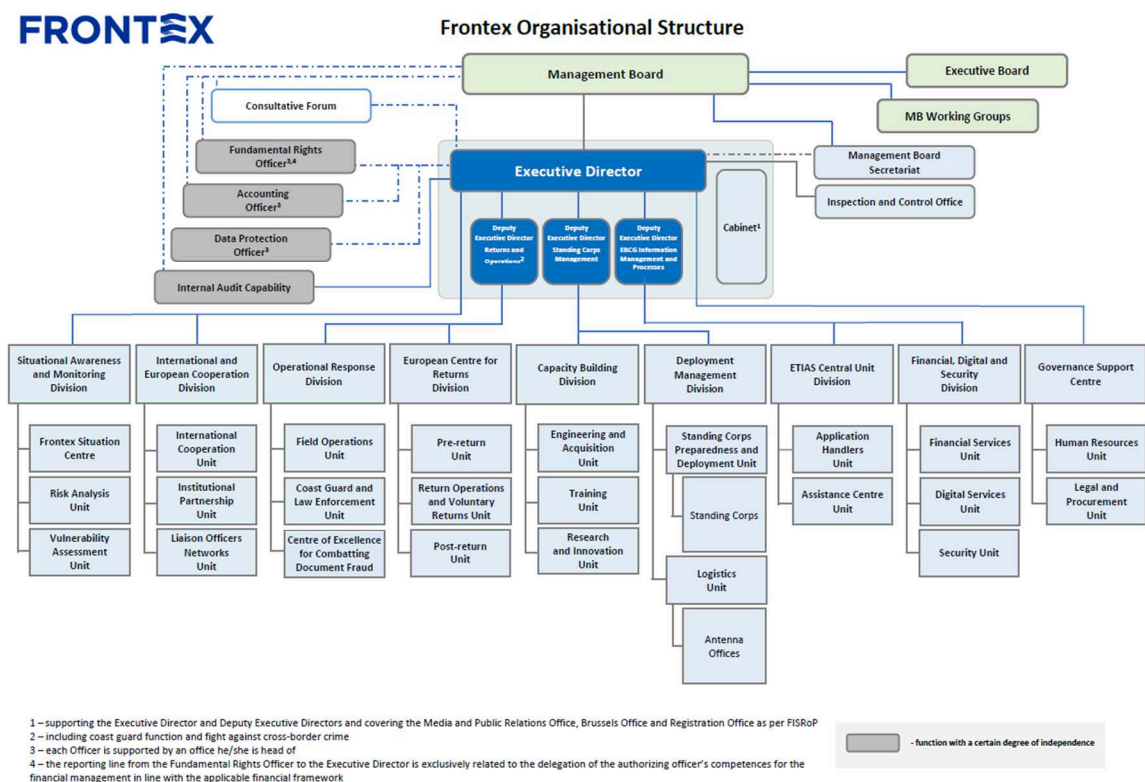 FRONTEX
Frontex Organisational Structure
Management Board
Executive Board
MB Working Groups
Consultative Forum
Fundamental Rights
Officer³,⁴
Accounting
Officer³
Data Protection
Officer³
Internal Audit Capability
Executive Director
Management Board
Secretariat
Inspection and Control Office
Cabinet¹
Deputy
Executive Director
Returns and
Operations²
Deputy
Executive Director
Standing Corps
Management
Deputy
Executive Director
EBCG Information
Management and
Processes
Situational Awareness
and Monitoring
Division
Frontex Situation
Centre
Risk Analysis
Unit
Vulnerability
Assessment
Unit
International and
European Cooperation
Division
International
Cooperation
Unit
Institutional
Partnership
Unit
Liaison Officers
Networks
Unit
Operational Response
Division
Field Operations
Unit
Coast Guard and
Law Enforcement
Unit
Centre of Excellence
for Combatting
Document Fraud
European Centre for
Returns
Division
Pre-return
Unit
Return Operations
and Voluntary
Returns Unit
Post-return
Unit
Capacity Building
Division
Engineering and
Acquisition
Unit
Training
Unit
Research
and Innovation
Unit
Deployment
Management
Division
Standing Corps
Preparedness and
Deployment Unit
Standing Corps
Logistics
Unit
Antenna
Offices
ETIAS Central Unit
Division
Application
Handlers
Unit
Assistance Centre
Unit
Financial, Digital and
Security
Division
Financial Services
Unit
Digital Services
Unit
Security Unit
Governance Support
Centre
Human Resources
Unit
Legal and
Procurement
Unit
1 – supporting the Executive Director and Deputy Executive Directors and covering the Media and Public Relations Office, Brussels Office and Registration Office as per FISRoP
2 – including coast guard function and fight against cross-border crime
3 – each Officer is supported by an office he/she is head of
4 – the reporting line from the Fundamental Rights Officer to the Executive Director is exclusively related to the delegation of the authorizing officer's competences for the
financial management in line with the applicable financial framework
- function with a certain degree of independence